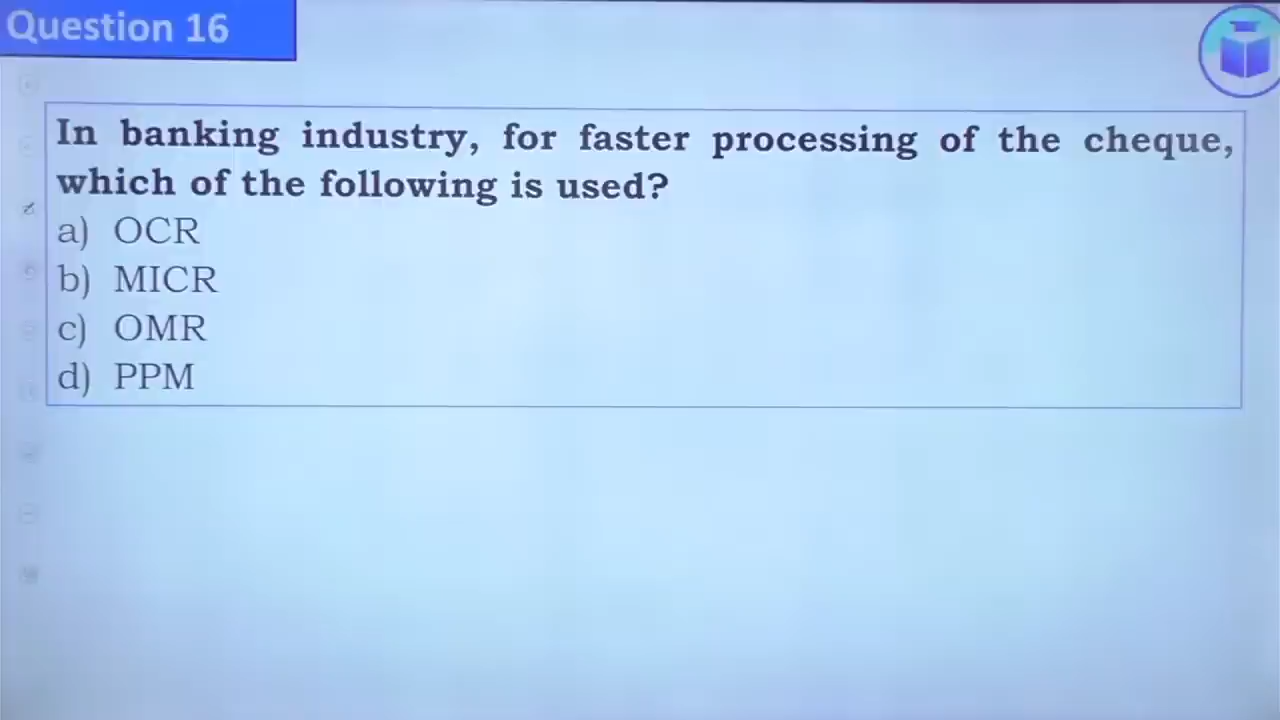 Question 16
In banking industry, for faster processing of the cheque,
which of the following is used?
a) OCR
b) MICR
c) OMR
d) PPM